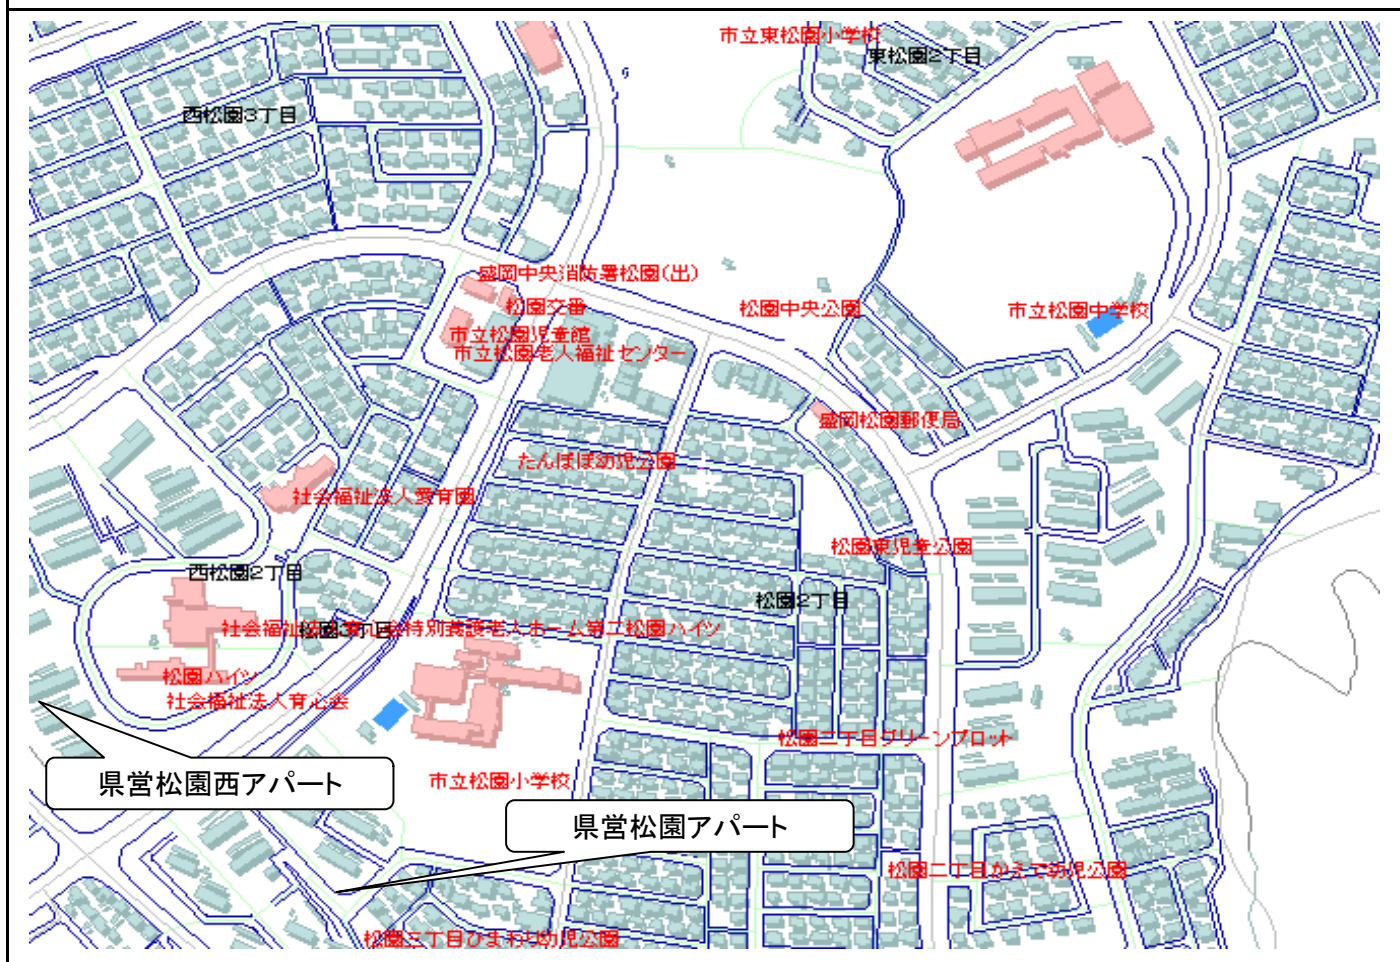 市立東松園小学校
東松園2丁目
西松園3丁目
盛岡中央消防署松園(出)
松園交番
松園中央公園
市立松園中学校
市立松園児童館
市立松園老人福祉センター
盛岡松園郵便局
たんぽぽ幼児公園
社会福祉法人愛育園
松園東児童公園
西松園2丁目
松園2丁目
社会福祉法人育心会特別養護老人ホーム第二松園ハイツ
松園3丁目
松園ハイツ
社会福祉法人育心会
松園二丁目グリーンプロット
県営松園西アパート
市立松園小学校
県営松園アパート
松園二丁目かえで幼児公園
松園三丁目ひまわり幼児公園